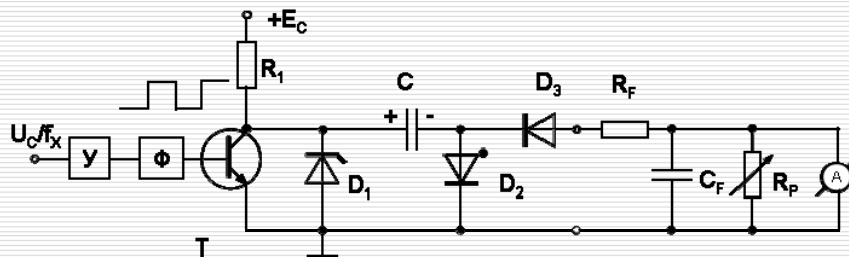 +E_C
R_1
C
D_3
R_F
+ -
U_C/f_X
У
Ф
D_1
D_2
C_F
R_P
A
T